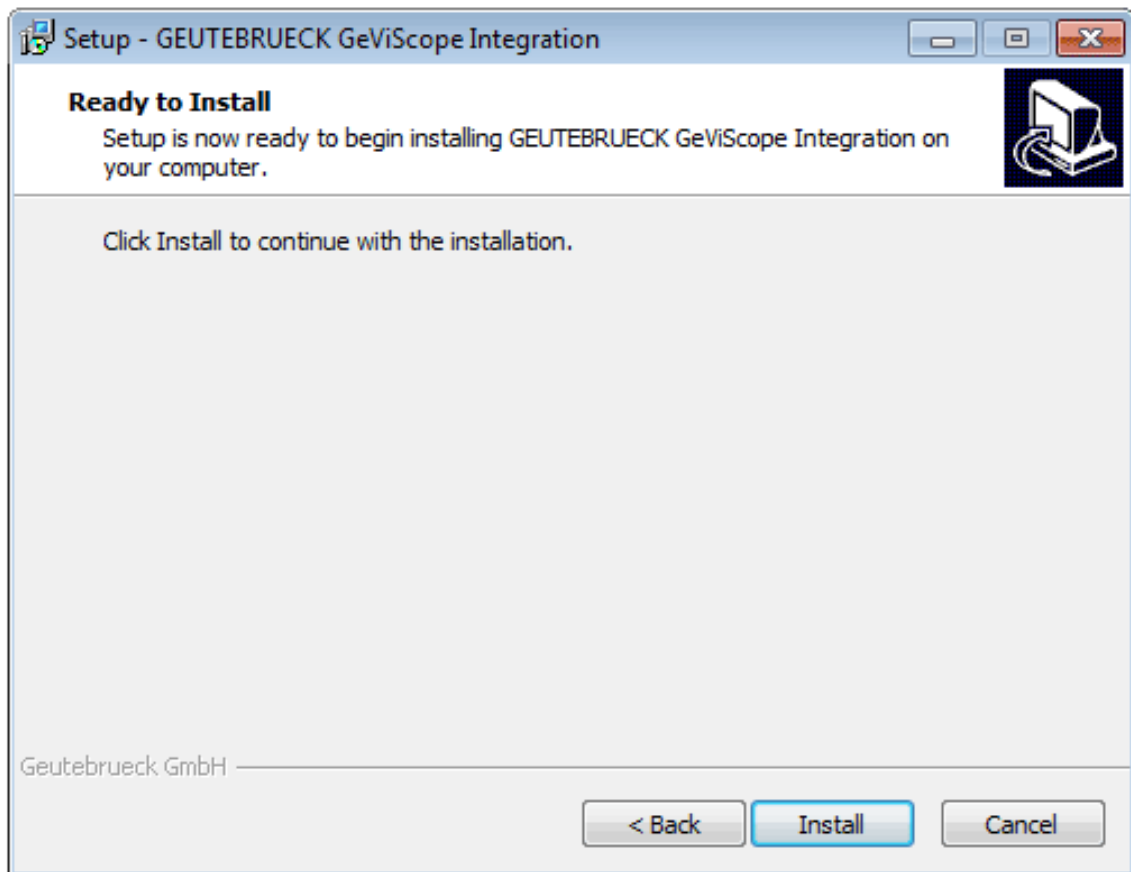 Setup - GEUTEBRUECK GeViScope Integration
Ready to Install
Setup is now ready to begin installing GEUTEBRUECK GeViScope Integration on
your computer.
Click Install to continue with the installation.
Geutebrueck GmbH
< Back
Install
Cancel